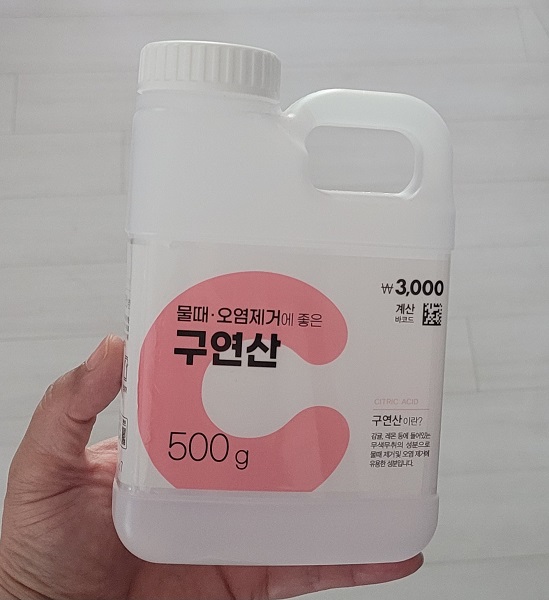 물때·오염제거에 좋은
구연산
500g
₩3,000
계산
바코드
CITRIC ACID
구연산이란?
감귤, 레몬 등에 들어있는
무색무취의 성분으로
물때 제거 및 오염 제거에
유용한 성분입니다.